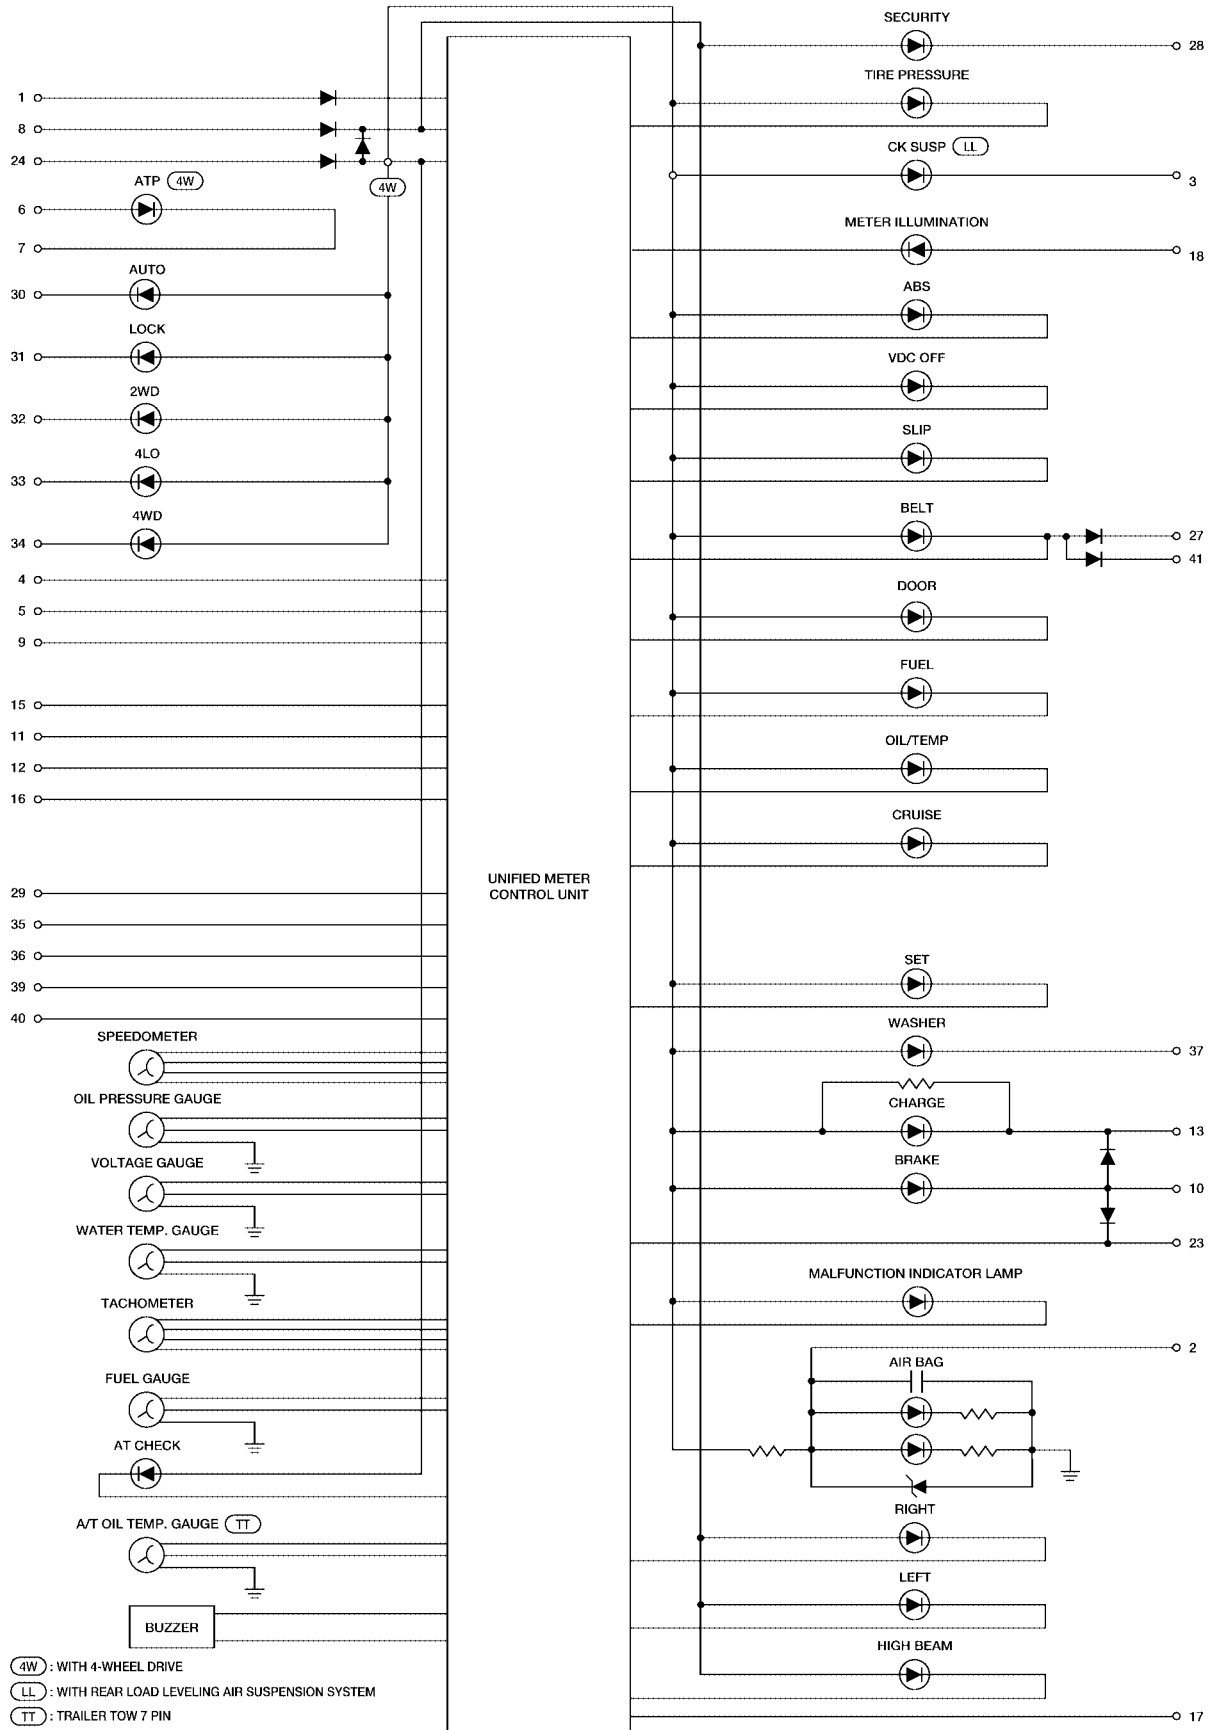 SECURITY
28
TIRE PRESSURE
1
8
CK SUSP LL
24
4W
ATP 4W
3
6
METER ILLUMINATION
7
18
AUTO
30
ABS
LOCK
31
VDC OFF
2WD
32
SLIP
4LO
33
BELT
4WD
34
27
41
4
DOOR
5
9
FUEL
15
11
OIL/TEMP
12
16
CRUISE
UNIFIED METER
CONTROL UNIT
29
35
36
SET
39
40
WASHER
37
SPEEDOMETER
OIL PRESSURE GAUGE
CHARGE
13
VOLTAGE GAUGE
BRAKE
10
WATER TEMP. GAUGE
23
MALFUNCTION INDICATOR LAMP
TACHOMETER
2
FUEL GAUGE
AIR BAG
AT CHECK
A/T OIL TEMP. GAUGE TT
RIGHT
LEFT
BUZZER
HIGH BEAM
4W : WITH 4-WHEEL DRIVE
LL : WITH REAR LOAD LEVELING AIR SUSPENSION SYSTEM
TT : TRAILER TOW 7 PIN
17